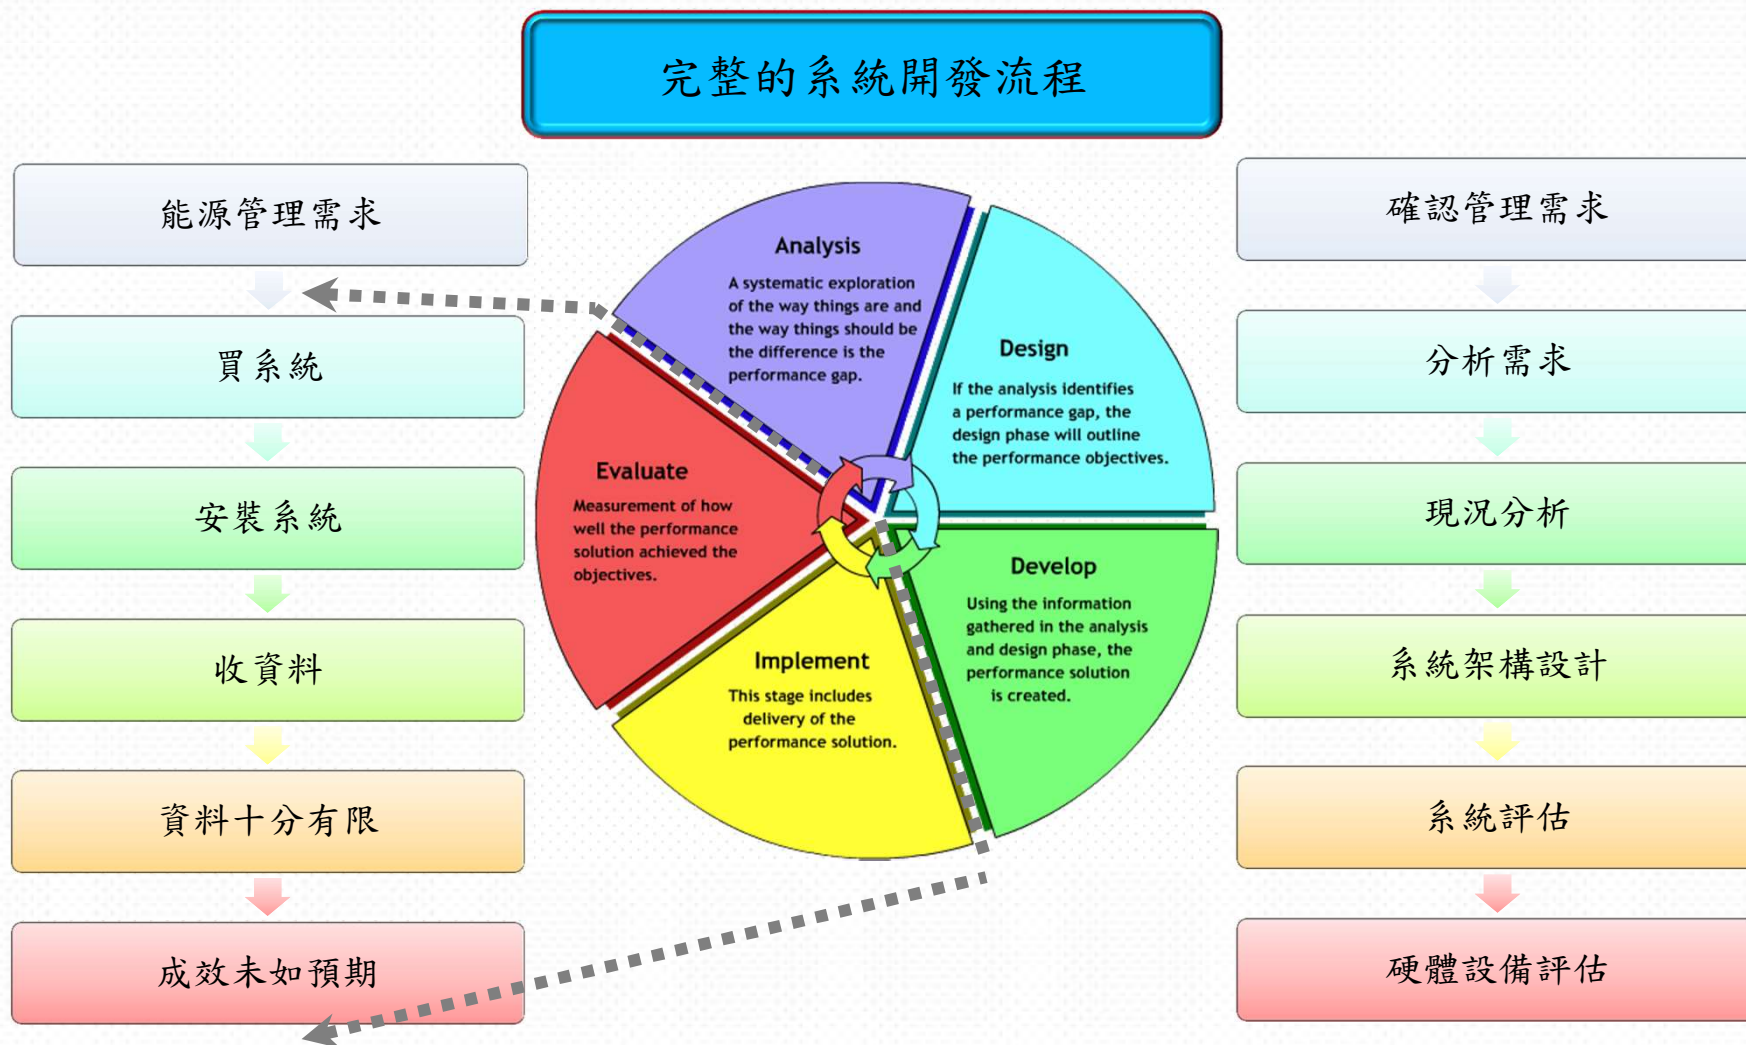 完整的系統開發流程
能源管理需求
買系統
安裝系統
收資料
資料十分有限
成效未如預期
Analysis
A systematic exploration
of the way things are and
the way things should be
the difference is the
performance gap.
Design
If the analysis identifies
a performance gap, the
design phase will outline
the performance objectives.
Develop
Using the information
gathered in the analysis
and design phase, the
performance solution
is created.
Implement
This stage includes
delivery of the
performance solution.
Evaluate
Measurement of how
well the performance
solution achieved the
objectives.
確認管理需求
分析需求
現況分析
系統架構設計
系統評估
硬體設備評估